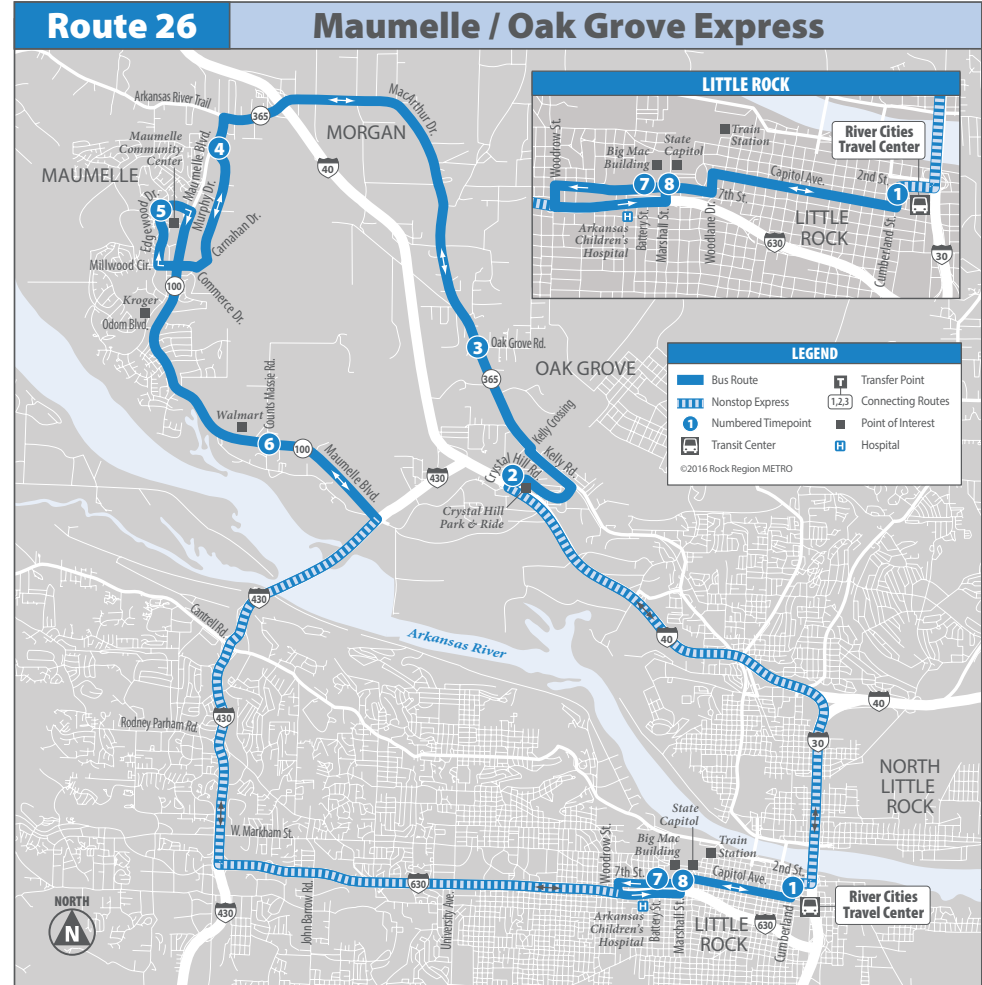 Route 26
Maumelle / Oak Grove Express
Arkansas River Trail
365
MacArthur Dr.
MORGAN
40
Maumelle
Community
Center
MAUMELLE
4
Maumelle Blvd.
Murphy Dr.
5
Edgewood Dr.
Carnahan Dr.
Millwood Cir.
Commerce Dr.
100
Kroger
Odom Blvd.
Counts Massie Rd.
Walmart
6
100
Maumelle Blvd.
3
Oak Grove Rd.
365
OAK GROVE
Kelly Crossing
Kelly Rd.
Crystal Hill Rd.
2
Crystal Hill
Park & Ride
430
430
Cantrell Rd.
Arkansas River
40
40
30
430
Rodney Parham Rd.
NORTH
LITTLE
ROCK
W. Markham St.
630
430
John Barrow Rd.
University Ave.
State
Capitol
Big Mac
Building
Train
Station
Woodrow St.
7th St.
7
8
Capitol Ave.
2nd St.
1
River Cities
Travel Center
H
Arkansas
Children's
Hospital
Battery St.
Marshall St.
LITTLE
ROCK
630
Cumberland
NORTH
N
LITTLE ROCK
Woodrow St.
Big Mac
Building
State
Capitol
Train
Station
River Cities
Travel Center
7
8
Capitol Ave.
2nd St.
1
7th St.
H
Arkansas
Children's
Hospital
Battery St.
Marshall St.
Woodlane Dr.
LITTLE
ROCK
630
Cumberland St.
30
LEGEND
Bus Route
T Transfer Point
Nonstop Express
1,2,3 Connecting Routes
1 Numbered Timepoint
Point of Interest
Transit Center
H Hospital
©2016 Rock Region METRO